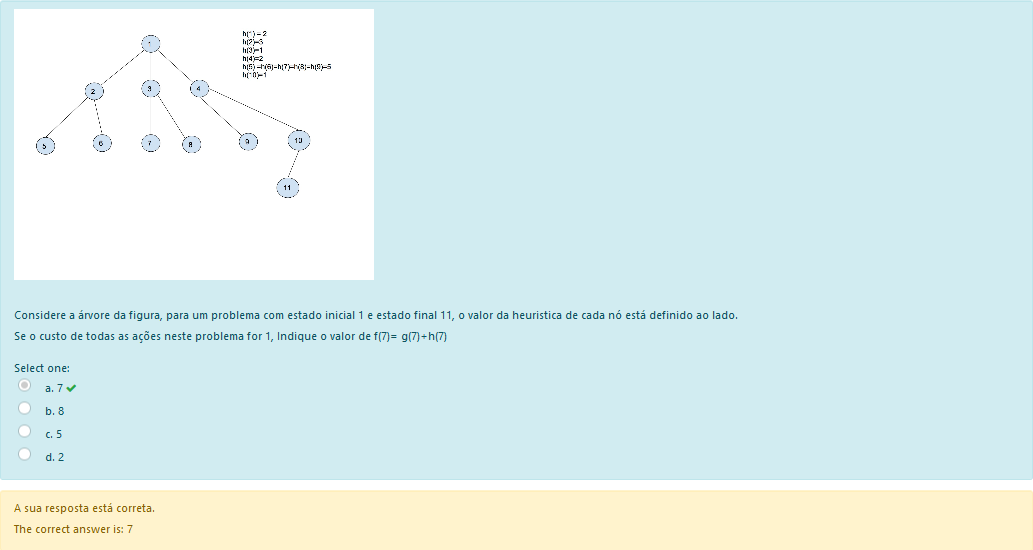 h(1) = 2
h(2)=3
h(3)=1
h(4)=2
h(5) =h(6)=h(7)=h(8)=h(9)=5
h(10)=1
1
2
3
4
5
6
7
8
9
10
11
Considere a árvore da figura, para um problema com estado inicial 1 e estado final 11, o valor da heuristica de cada nó está definido ao lado.
Se o custo de todas as ações neste problema for 1, Indique o valor de f(7)= g(7)+h(7)
Select one:
a. 7
b. 8
c. 5
d. 2
A sua resposta está correta.
The correct answer is: 7